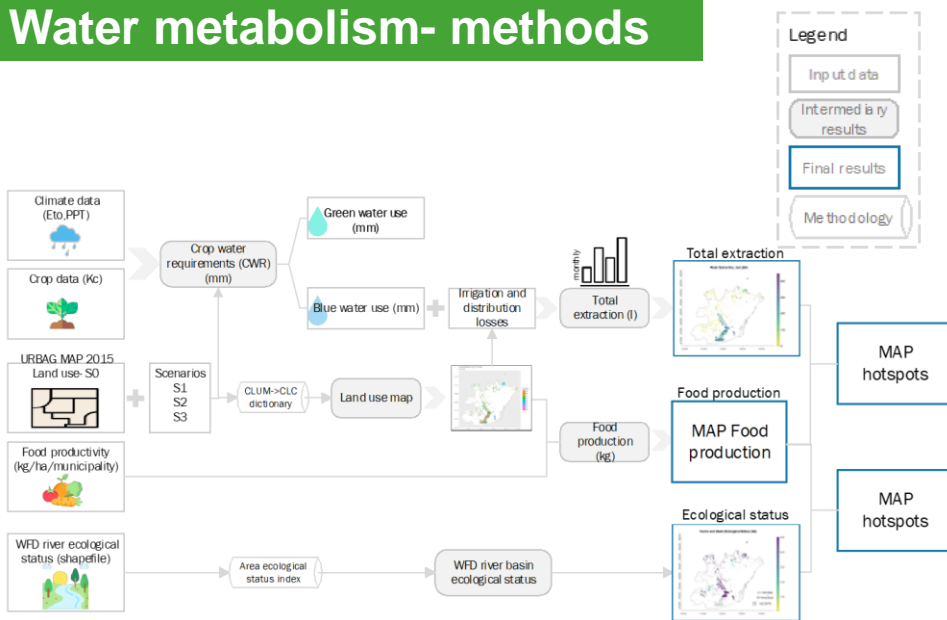 Water metabolism- methods
Legend
Input data
Intermediary
results
Final results
Methodology
Climate data
(Eto,PPT)
Crop data (Kc)
URBAG MAP 2015
Land use- S0
Scenarios
S1
S2
S3
Food productivity
(kg/ha/municipality)
WFD river ecological
status (shapefile)
Crop water
requirements (CWR)
(mm)
Green water use
(mm)
Blue water use (mm)
Irrigation and
distribution
losses
monthly
Total
extraction (l)
CLUM->CLC
dictionary
Land use map
Food
production
(kg)
Area ecological
status index
WFD river basin
ecological status
Total extraction
Food production
MAP Food
production
Ecological status
MAP
hotspots
MAP
hotspots